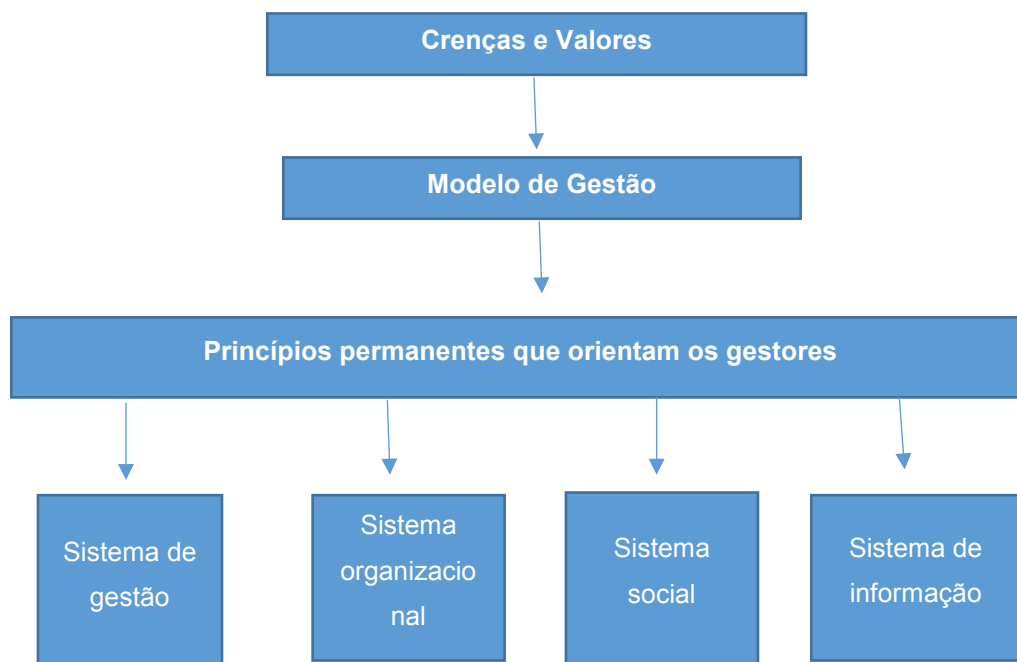 Crenças e Valores
Modelo de Gestão
Princípios permanentes que orientam os gestores
Sistema de
gestão
Sistema
organizacio
nal
Sistema
social
Sistema de
informação